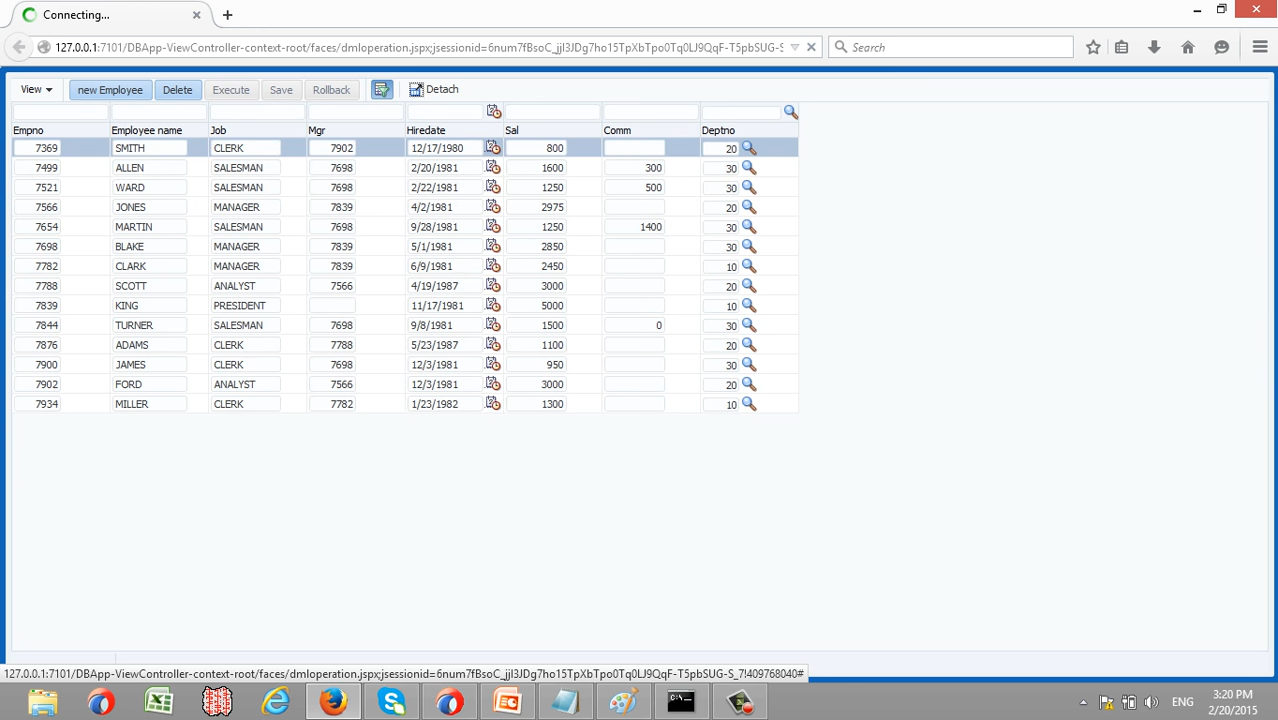 Connecting...
127.0.0.1:7101/DBApp-ViewController-context-root/faces/dmloperation.jspx;jsessionid=6num7fBsoC_jjI3JDg7ho15TpXbTpo0Tq0LJ9QqF-T5pbSUG-S_7!409768040# Search
View new Employee Delete Execute Save Rollback Detach
Empno Employee name Job Mgr Hiredate Sal Comm Deptno
7369 SMITH CLERK 7902 12/17/1980 800 20
7499 ALLEN SALESMAN 7698 2/20/1981 1600 300 30
7521 WARD SALESMAN 7698 2/22/1981 1250 500 30
7566 JONES MANAGER 7839 4/2/1981 2975 20
7654 MARTIN SALESMAN 7698 9/28/1981 1250 1400 30
7698 BLAKE MANAGER 7839 5/1/1981 2850 30
7782 CLARK MANAGER 7839 6/9/1981 2450 10
7788 SCOTT ANALYST 7566 4/19/1987 3000 20
7839 KING PRESIDENT 11/17/1981 5000 10
7844 TURNER SALESMAN 7698 9/8/1981 1500 0 30
7876 ADAMS CLERK 7788 5/23/1987 1100 20
7900 JAMES CLERK 7698 12/3/1981 950 30
7902 FORD ANALYST 7566 12/3/1981 3000 20
7934 MILLER CLERK 7782 1/23/1982 1300 10
127.0.0.1:7101/DBApp-ViewController-context-root/faces/dmloperation.jspx;jsessionid=6num7fBsoC_jjI3JDg7ho15TpXbTpo0Tq0LJ9QqF-T5pbSUG-S_7!409768040#
ENG
3:20 PM
2/20/2015